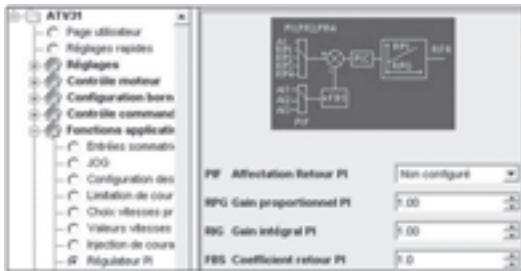 ATV31
Page utilisateur
Réglages rapides
Réglages
Contrôle moteur
Configuration born
Contrôle command
Fonctions applicati
Entrées sommatri
JOG
Configuration des
Limitation de cour
Choix vitesses pr
Valeurs vitesses
Injection de coura
Régulateur PI
PIF Affectation Retour PI
Non configuré
RPG Gain proportionnel PI
1.00
RIG Gain intégral PI
1.00
FBS Coefficient retour PI
1.0
RPI
RPG
PIF